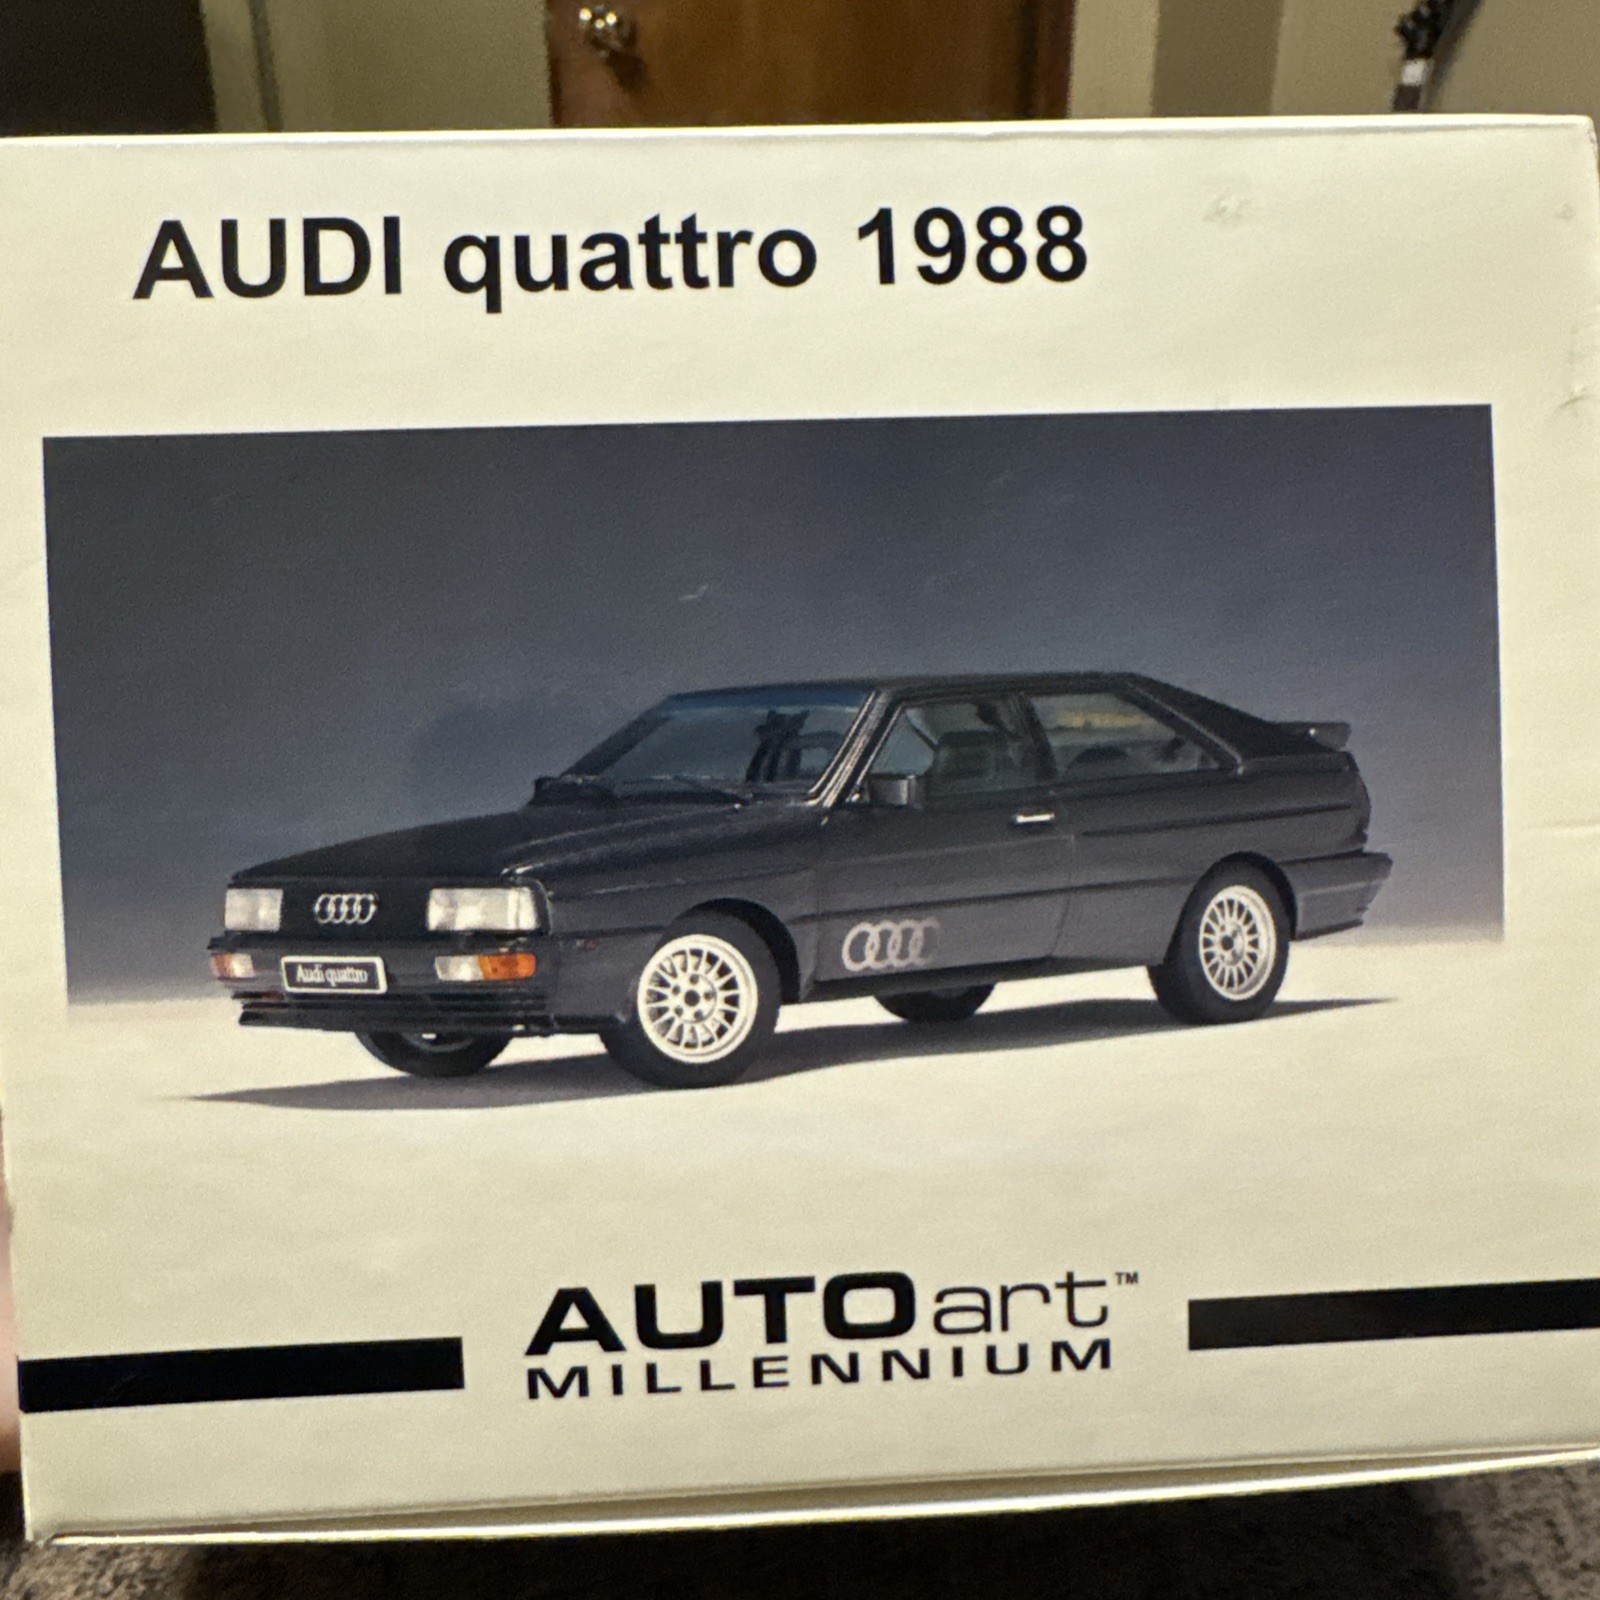 AUDI quattro 1988
Audi quattro
AUTOart™
MILLENNIUM